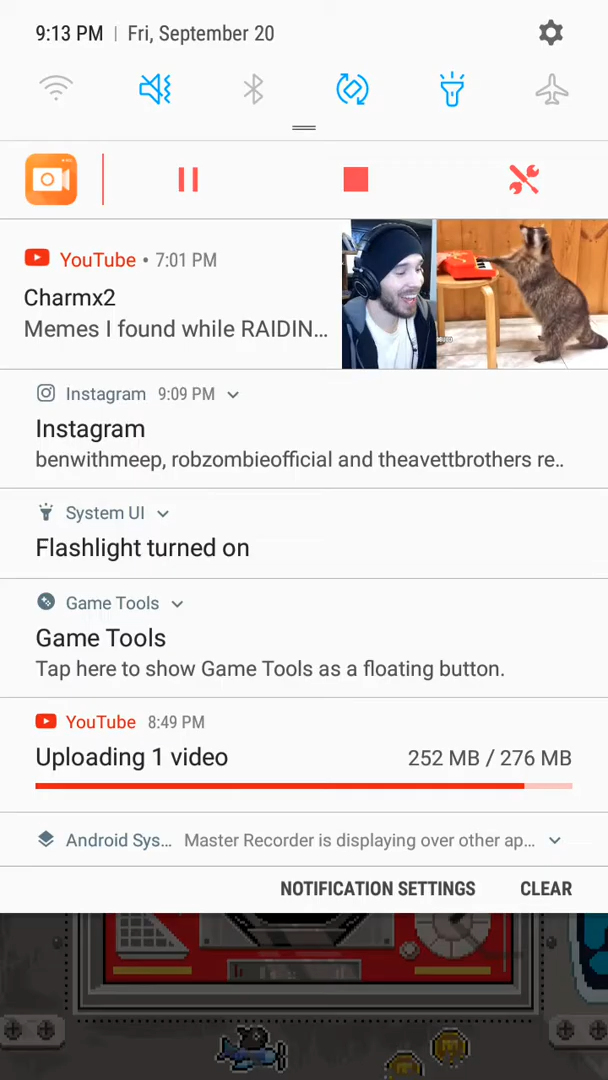 9:13 PM | Fri, September 20
YouTube • 7:01 PM
Charmx2
Memes I found while RAIDIN...
Instagram 9:09 PM
Instagram
benwithmeep, robzombieofficial and theavettbrothers re..
System UI
Flashlight turned on
Game Tools
Game Tools
Tap here to show Game Tools as a floating button.
YouTube 8:49 PM
Uploading 1 video 252 MB / 276 MB
Android Sys... Master Recorder is displaying over other ap...
NOTIFICATION SETTINGS CLEAR